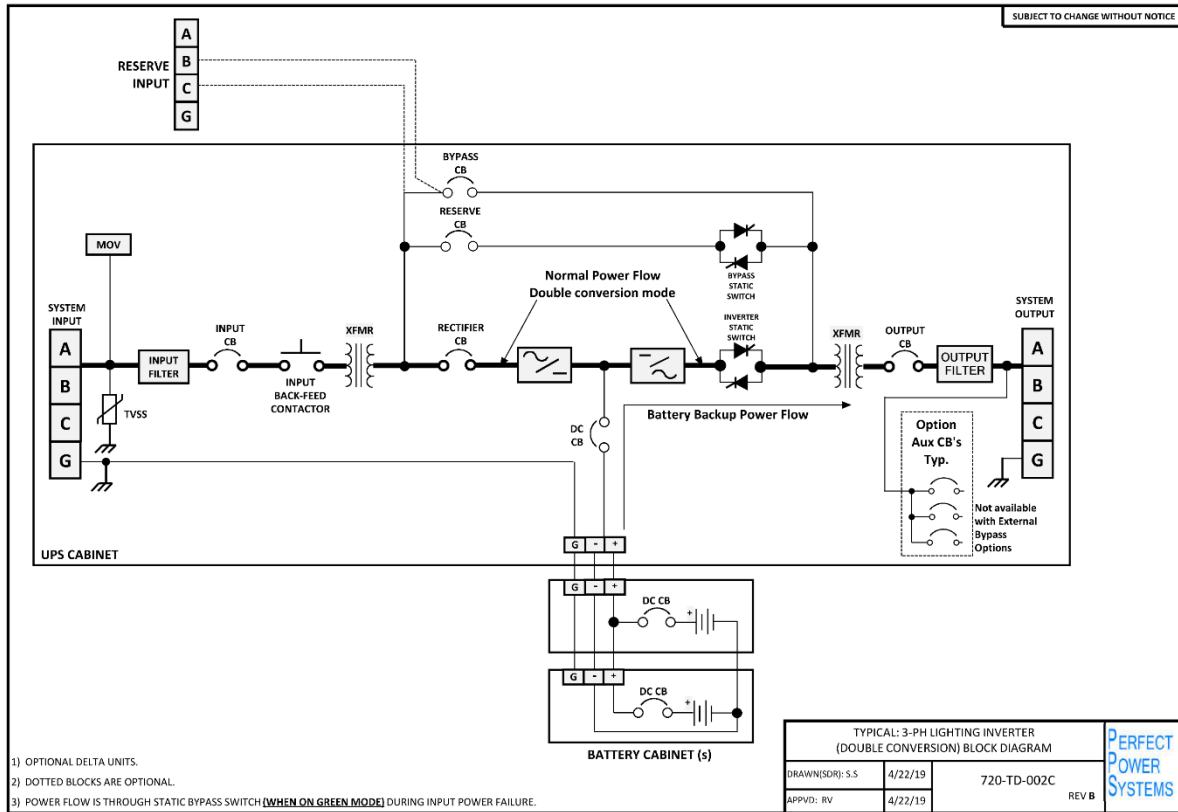 SUBJECT TO CHANGE WITHOUT NOTICE
RESERVE
INPUT
A
B
C
G
BYPASS
CB
RESERVE
CB
MOV
BYPASS
STATIC
SWITCH
Normal Power Flow
Double conversion mode
SYSTEM
INPUT
A
B
C
G
INPUT
FILTER
TVSS
INPUT
CB
INPUT
BACK-FEED
CONTACTOR
XFMR
RECTIFIER
CB
INVERTER
STATIC
SWITCH
XFMR
OUTPUT
CB
OUTPUT
FILTER
SYSTEM
OUTPUT
A
B
C
G
DC
CB
Battery Backup Power Flow
Option
Aux CB's
Typ.
Not available
with External
Bypass
Options
UPS CABINET
G - +
G - +
DC CB
+
G - +
DC CB
+
BATTERY CABINET (s)
1) OPTIONAL DELTA UNITS.
2) DOTTED BLOCKS ARE OPTIONAL.
3) POWER FLOW IS THROUGH STATIC BYPASS SWITCH (WHEN ON GREEN MODE) DURING INPUT POWER FAILURE.
TYPICAL: 3-PH LIGHTING INVERTER
(DOUBLE CONVERSION) BLOCK DIAGRAM
DRAWN(SDR): S.S 4/22/19
APPVD: RV 4/22/19
720-TD-002C
REV B
PERFECT
POWER
SYSTEMS